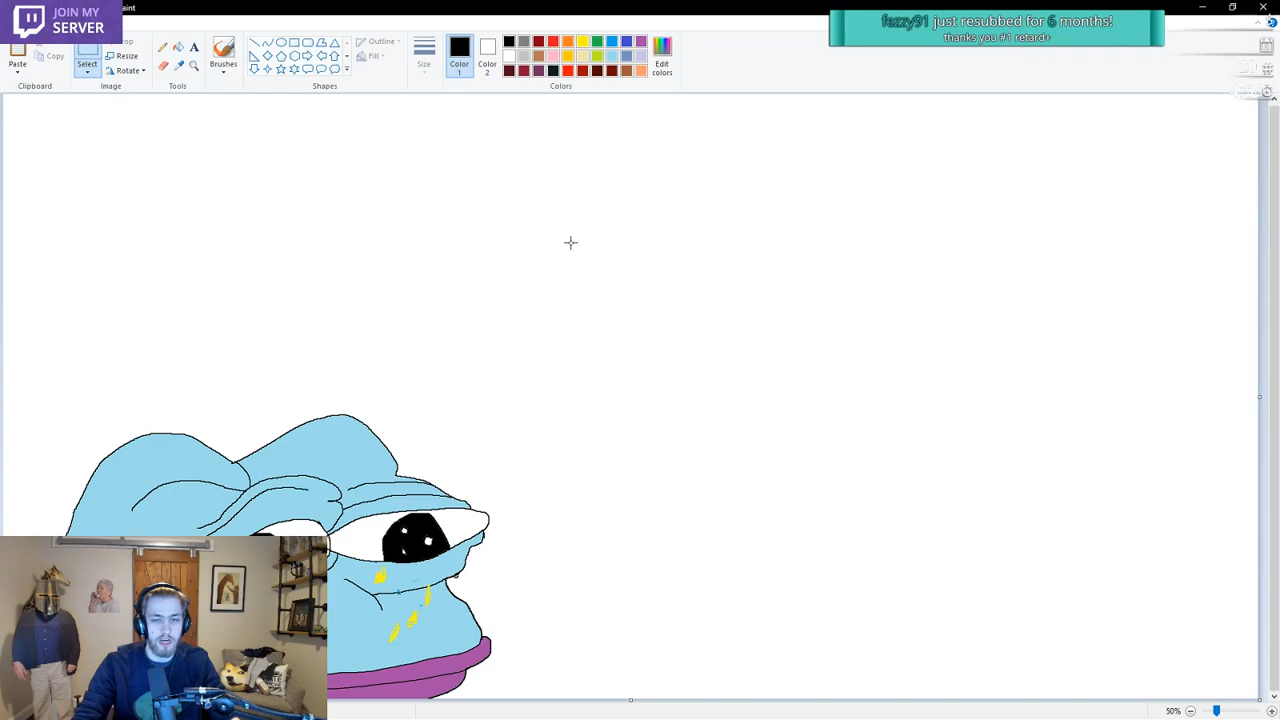 JOIN MY
SERVER
aint
fezzy91 just resubbed for 6 months!
thanks you #1 retard+
Paste
Copy
Clipboard
Select
Resize
Rotate
Image
Tools
Brushes
Shapes
Outline
Fill
Size
Color
1
Color
2
Edit
colors
Colors
50%